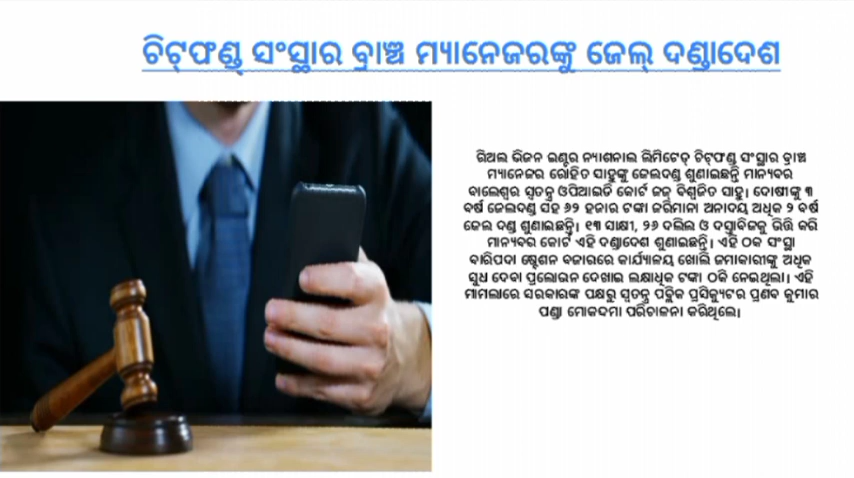 ଚିଟ୍‌ଫଣ୍ଡ୍ ସଂସ୍ଥାର ବ୍ରାଞ୍ଚ ମ୍ୟାନେଜରଙ୍କୁ ଜେଲ୍ ଦଣ୍ଡାଦେଶ
ରିଅଲ ଭିଜନ ଇଣ୍ଟର ନ୍ୟାଶନାଲ ଲିମିଟେଡ୍ ଚିଟ୍‌ଫଣ୍ଡ ସଂସ୍ଥାର ବ୍ରାଞ୍ଚ
ମ୍ୟାନେଜର ରୋହିତ ସାହୁଙ୍କୁ ଜେଲଦଣ୍ଡ ଶୁଣାଇଛନ୍ତି ମାନ୍ୟବର
ବାଲେଶ୍ୱର ସ୍ୱତନ୍ତ୍ର ଓପିଆଇଡି କୋର୍ଟ ଜଜ୍ ବିଶ୍ୱଜିତ ସାହୁ। ଦୋଷୀଙ୍କୁ ୩
ବର୍ଷ ଜେଲଦଣ୍ଡ ସହ ୬୨ ହଜାର ଟଙ୍କା ଜରିମାନା ଅନାଦୟ ଅଧିକ ୨ ବର୍ଷ
ଜେଲ ଦଣ୍ଡ ଶୁଣାଇଛନ୍ତି। ୧୩ ସାକ୍ଷୀ, ୨୬ ଦଲିଲ ଓ ଦସ୍ତାବିଜକୁ ଭିତ୍ତି କରି
ମାନ୍ୟବର କୋର୍ଟ ଏହି ଦଣ୍ଡାଦେଶ ଶୁଣାଇଛନ୍ତି। ଏହି ଠକ ସଂସ୍ଥା
ବାରିପଦା ଷ୍ଟେସନ ବଜାରରେ କାର୍ଯ୍ୟାଳୟ ଖୋଲି ଜମାକାରୀଙ୍କୁ ଅଧିକ
ସୁଧ ଦେବା ପ୍ରଲୋଭନ ଦେଖାଇ ଲକ୍ଷାଧିକ ଟଙ୍କା ଠକି ନେଇଥିଲା। ଏହି
ମାମଲାରେ ସରକାରଙ୍କ ପକ୍ଷରୁ ସ୍ୱତନ୍ତ୍ର ପବ୍ଲିକ ପ୍ରସିକ୍ୟୁଟର ପ୍ରଣବ କୁମାର
ପଣ୍ଡା ମୋକଦ୍ଦମା ପରିଚାଳନା କରିଥିଲେ।